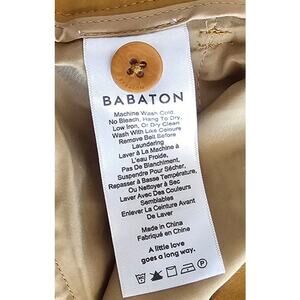 BABATON
Machine Wash Cold,
No Bleach, Hang To Dry,
Low Iron, Or Dry Clean
Wash With Like Colours
Remove Belt Before
Laundering
Laver À La Machine À
L'eau Froide,
Pas De Blanchiment,
Suspendre Pour Sécher,
Repasser à Basse Température,
Ou Nettoyer à Sec
Laver Avec Des Couleurs
Semblables
Enlever La Ceinture Avant
De Laver
Made in China
Fabriqué en Chine
A little love
goes a long way.